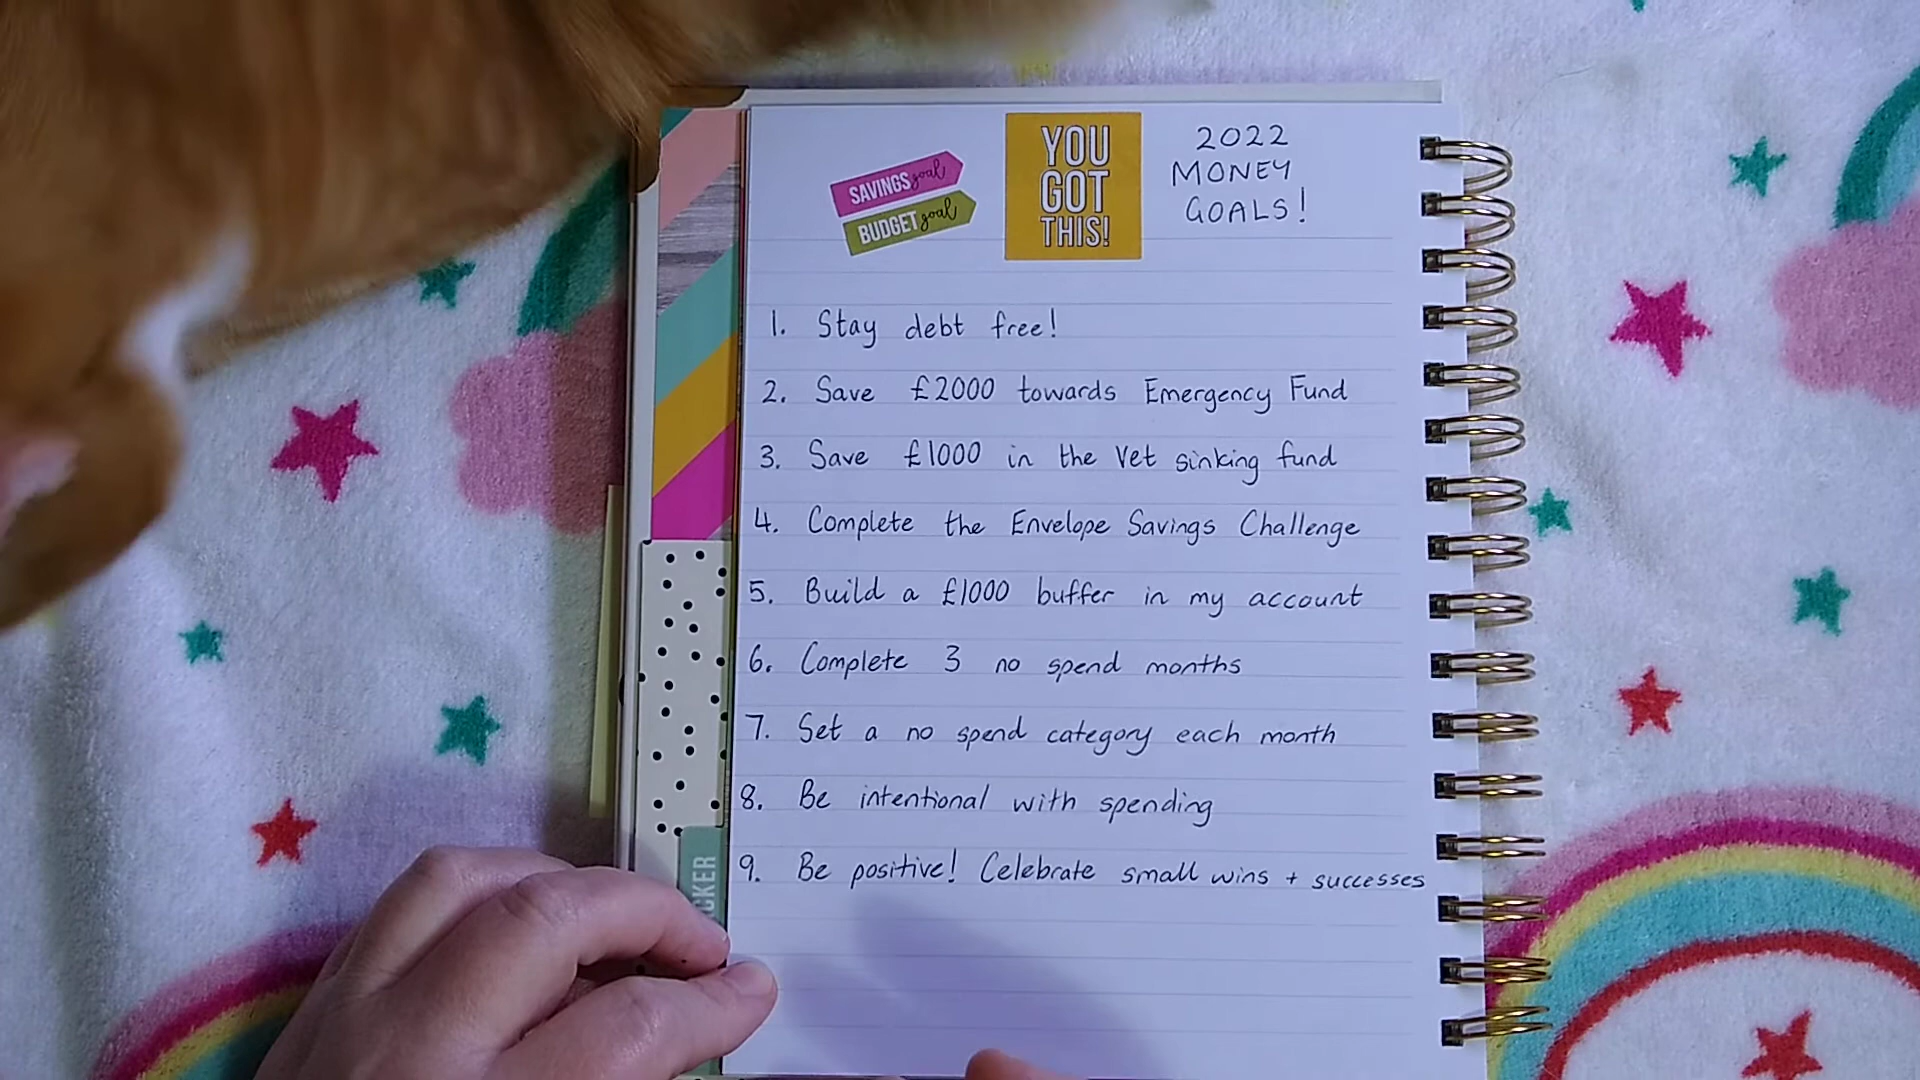 SAVINGS goal
BUDGET goal
YOU
GOT
THIS!
2022
MONEY
GOALS!
1. Stay debt free!
2. Save £2000 towards Emergency Fund
3. Save £1000 in the Vet sinking fund
4. Complete the Envelope Savings Challenge
5. Build a £1000 buffer in my account
6. Complete 3 no spend months
7. Set a no spend category each month
8. Be intentional with spending
9. Be positive! Celebrate small wins + successes